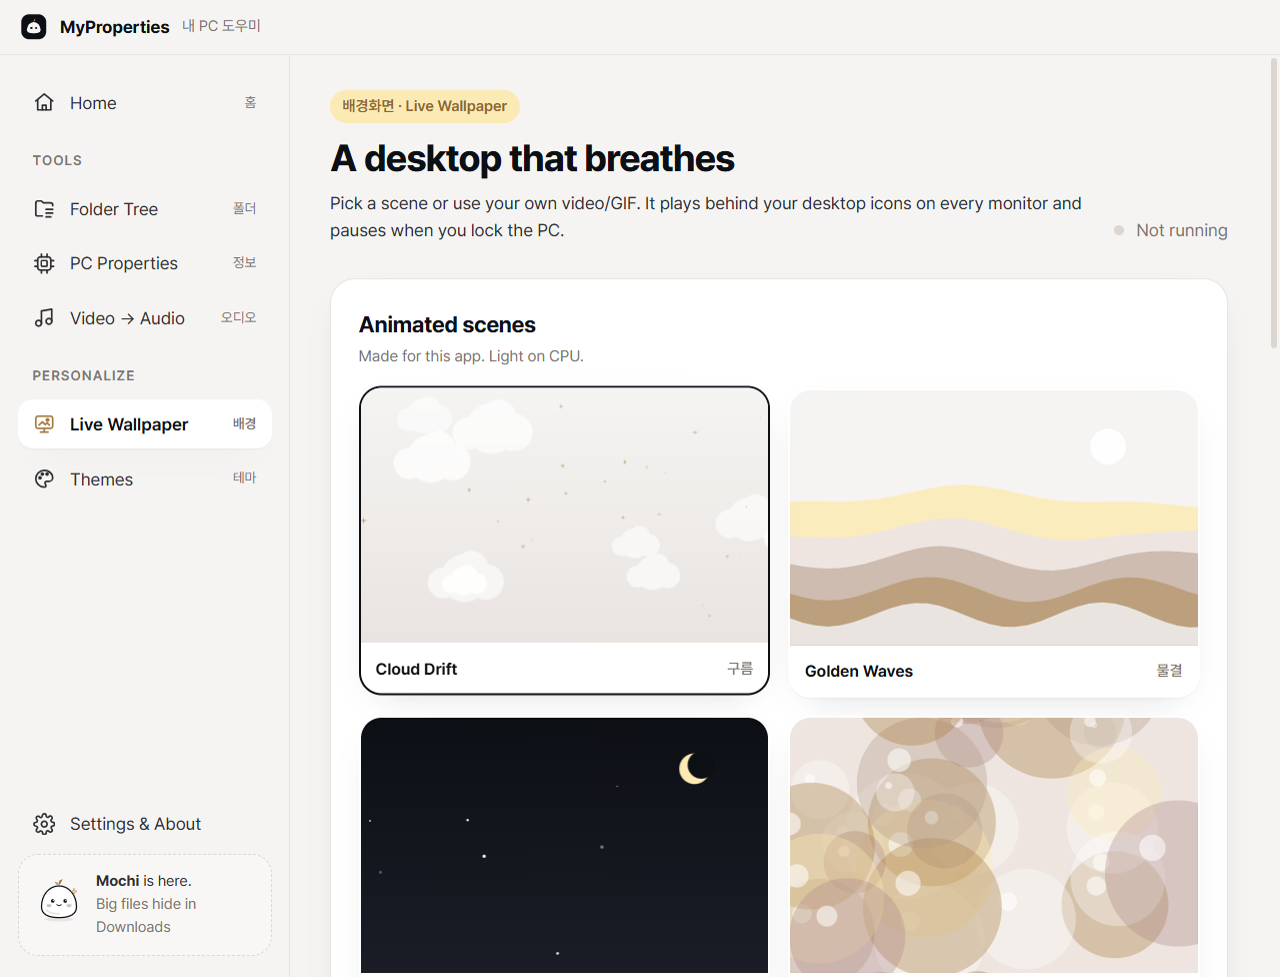 MyProperties 내 PC 도우미
Home 홈
TOOLS
Folder Tree 폴더
PC Properties 정보
Video → Audio 오디오
PERSONALIZE
Live Wallpaper 배경
Themes 테마
Settings & About
Mochi is here.
Big files hide in
Downloads
배경화면 · Live Wallpaper
A desktop that breathes
Pick a scene or use your own video/GIF. It plays behind your desktop icons on every monitor and
pauses when you lock the PC.
Not running
Animated scenes
Made for this app. Light on CPU.
Cloud Drift 구름
Golden Waves 물결